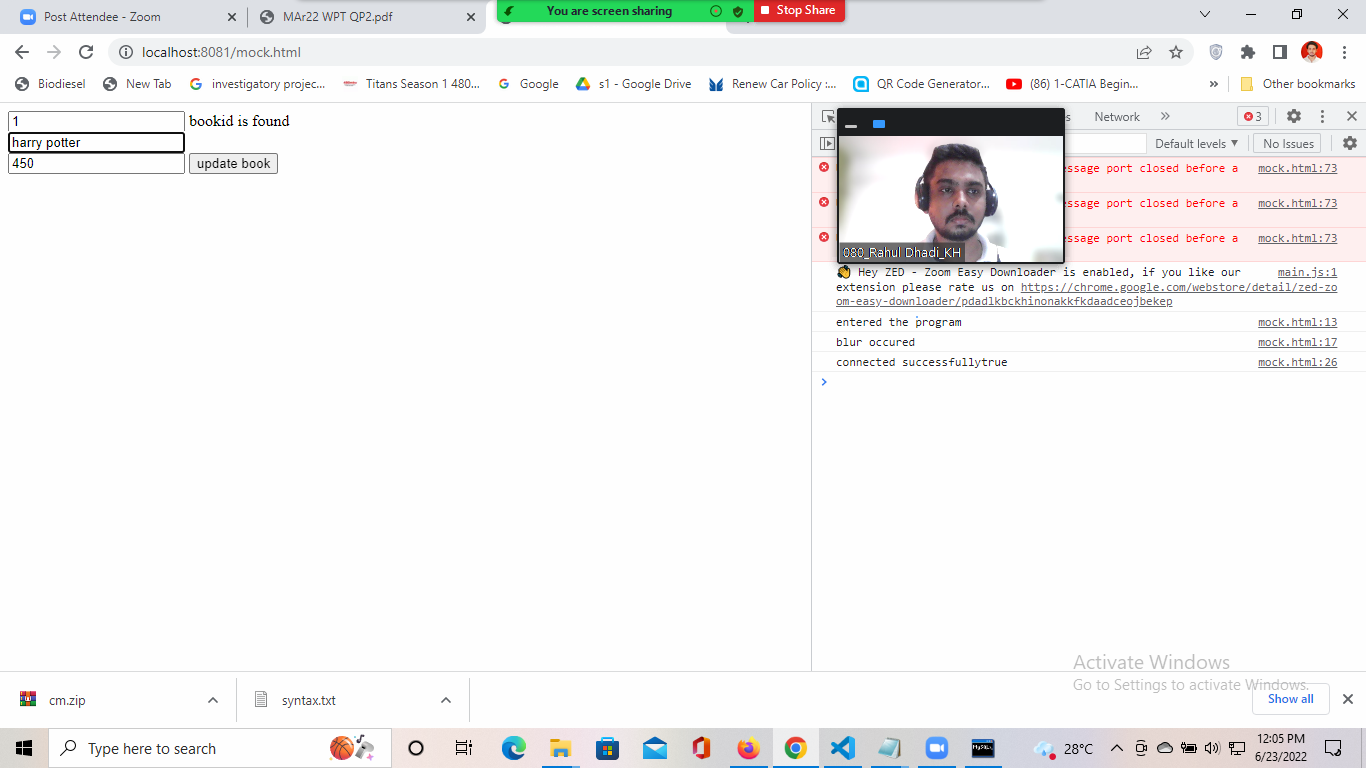 Post Attendee - Zoom
MAr22 WPT QP2.pdf
You are screen sharing
Stop Share
localhost:8081/mock.html
Biodiesel
New Tab
investigatory projec...
Titans Season 1 480...
Google
s1 - Google Drive
Renew Car Policy :...
QR Code Generator...
(86) 1-CATIA Begin...
»
Other bookmarks
1 bookid is found
harry potter
450 update book
Network » 3
Default levels ▼ No Issues
essage port closed before a mock.html:73
essage port closed before a mock.html:73
essage port closed before a mock.html:73
080_Rahul Dhadi_KH
👏 Hey ZED - Zoom Easy Downloader is enabled, if you like our main.js:1
extension please rate us on https://chrome.google.com/webstore/detail/zed-zo
om-easy-downloader/pdadlkbckhinonakkfkdaadceojbekep
entered the program mock.html:13
blur occured mock.html:17
connected successfullytrue mock.html:26
Activate Windows
Go to Settings to activate Windows.
cm.zip
syntax.txt
Show all
Type here to search
28°C
12:05 PM
6/23/2022